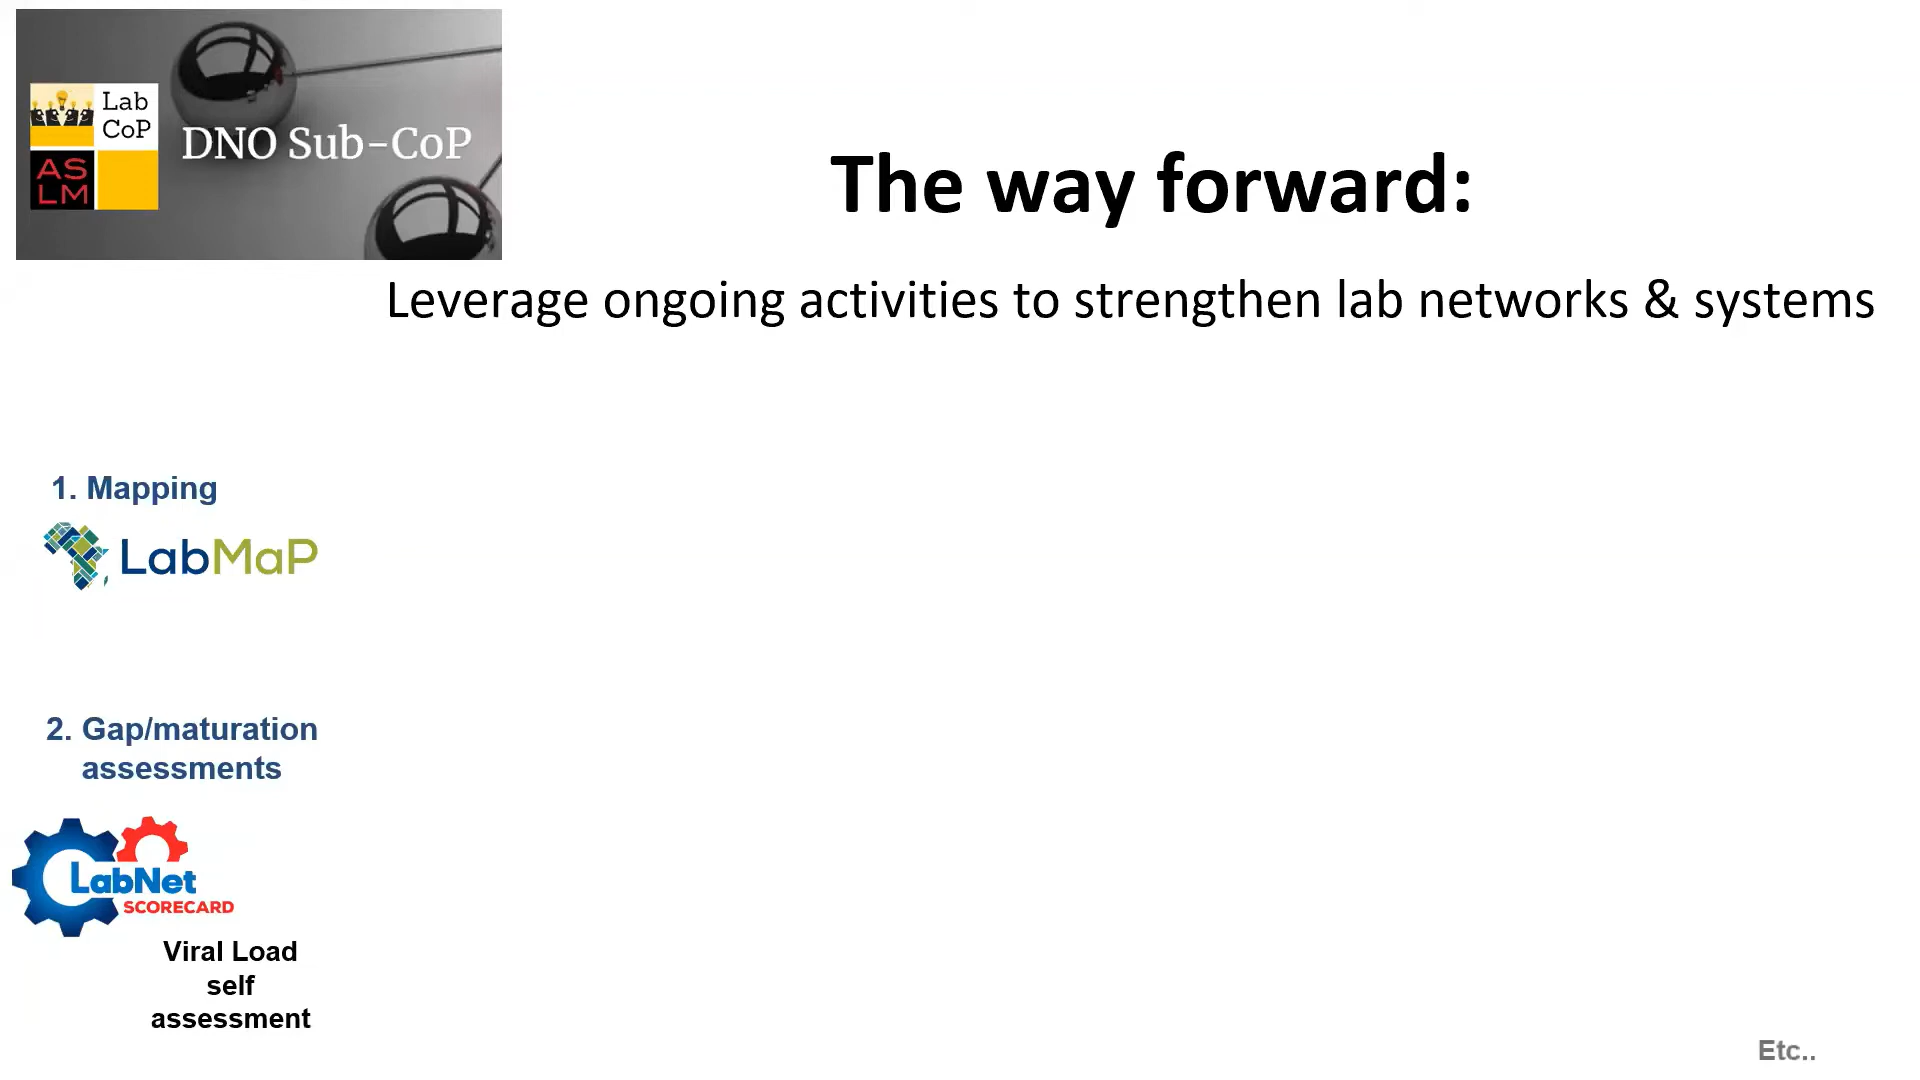 Lab
CoP
AS
LM
DNO Sub-CoP
The way forward:
Leverage ongoing activities to strengthen lab networks & systems
1. Mapping
LabMaP
2. Gap/maturation
assessments
LabNet
SCORECARD
Viral Load
self
assessment
Etc..